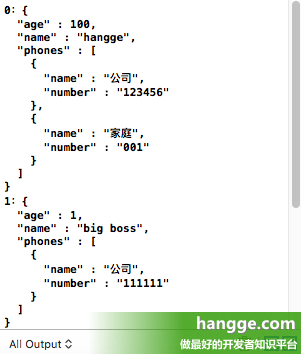 0: {
"age" : 100,
"name" : "hangge",
"phones" : [
{
"name" : "公司",
"number" : "123456"
},
{
"name" : "家庭",
"number" : "001"
}
]
}
1: {
"age" : 1,
"name" : "big boss",
"phones" : [
{
"name" : "公司",
"number" : "111111"
}
]
}
hangge.com
All Output
做最好的开发者知识平台